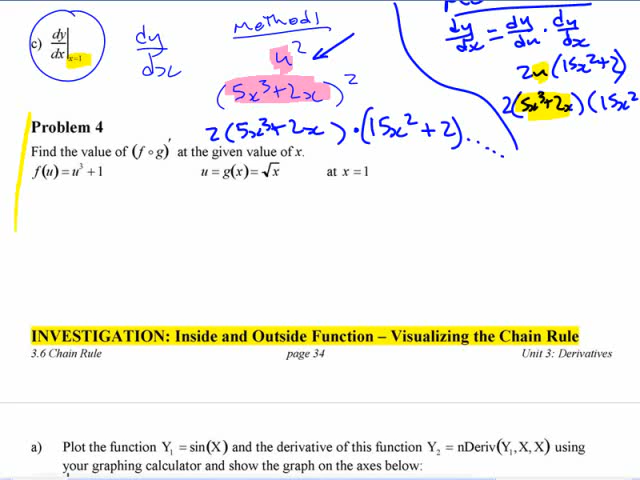 c) dy/dx|x=1
dy/dx
Method 1
u²
(5x³+2x)²
2(5x³+2x)·(15x²+2).....
dy/dx = dy/du · dy/dx
2u(15x²+2)
2(5x³+2x)(15x²
Problem 4
Find the value of (f ∘ g)′ at the given value of x.
f(u) = u³ + 1 u = g(x) = √x at x = 1
INVESTIGATION: Inside and Outside Function – Visualizing the Chain Rule
3.6 Chain Rule page 34 Unit 3: Derivatives
a) Plot the function Y₁ = sin(X) and the derivative of this function Y₂ = nDeriv(Y₁, X, X) using
your graphing calculator and show the graph on the axes below: